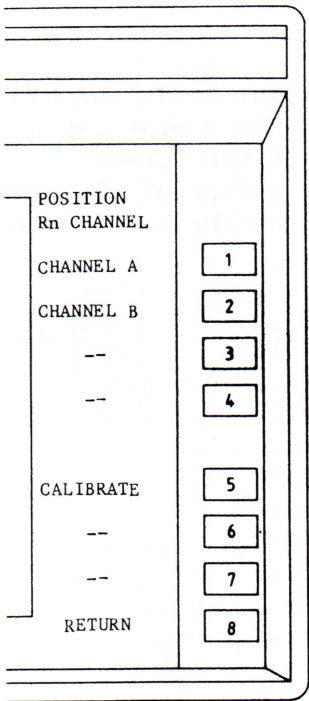 POSITION
Rn CHANNEL
CHANNEL A 1
CHANNEL B 2
-- 3
-- 4
CALIBRATE 5
-- 6
-- 7
RETURN 8